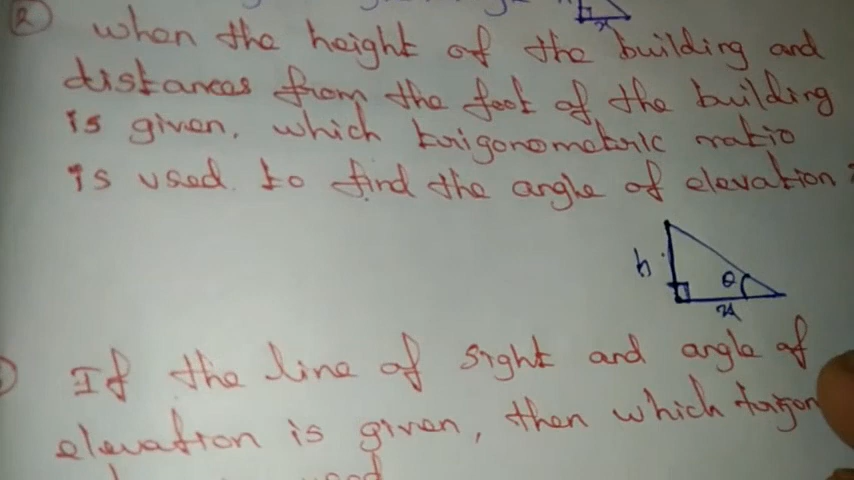 ② when the height of the building and
distances from the foot of the building
is given, which trigonometric ratio
is used to find the angle of elevation?
h
θ
x
If the line of sight and angle of
elevation is given, then which trigon